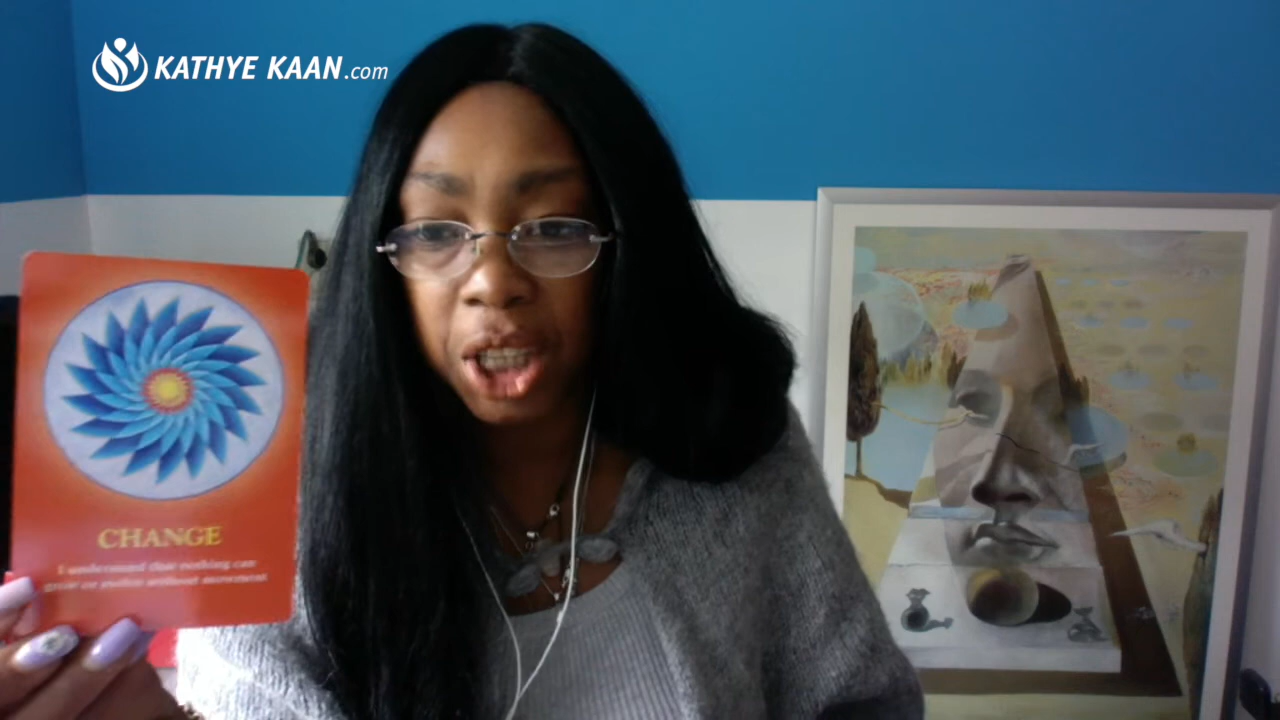 KATHYE KAAN.com
CHANGE
I understand that nothing can
grow or evolve without movement